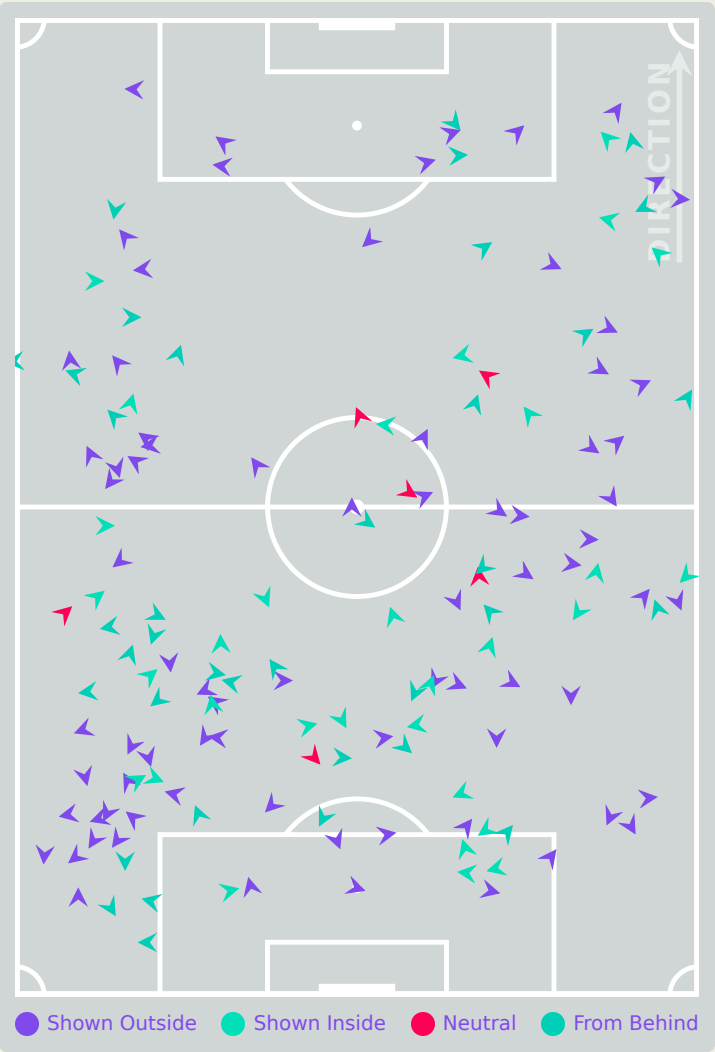 DIRECTION
Shown Outside
Shown Inside
Neutral
From Behind